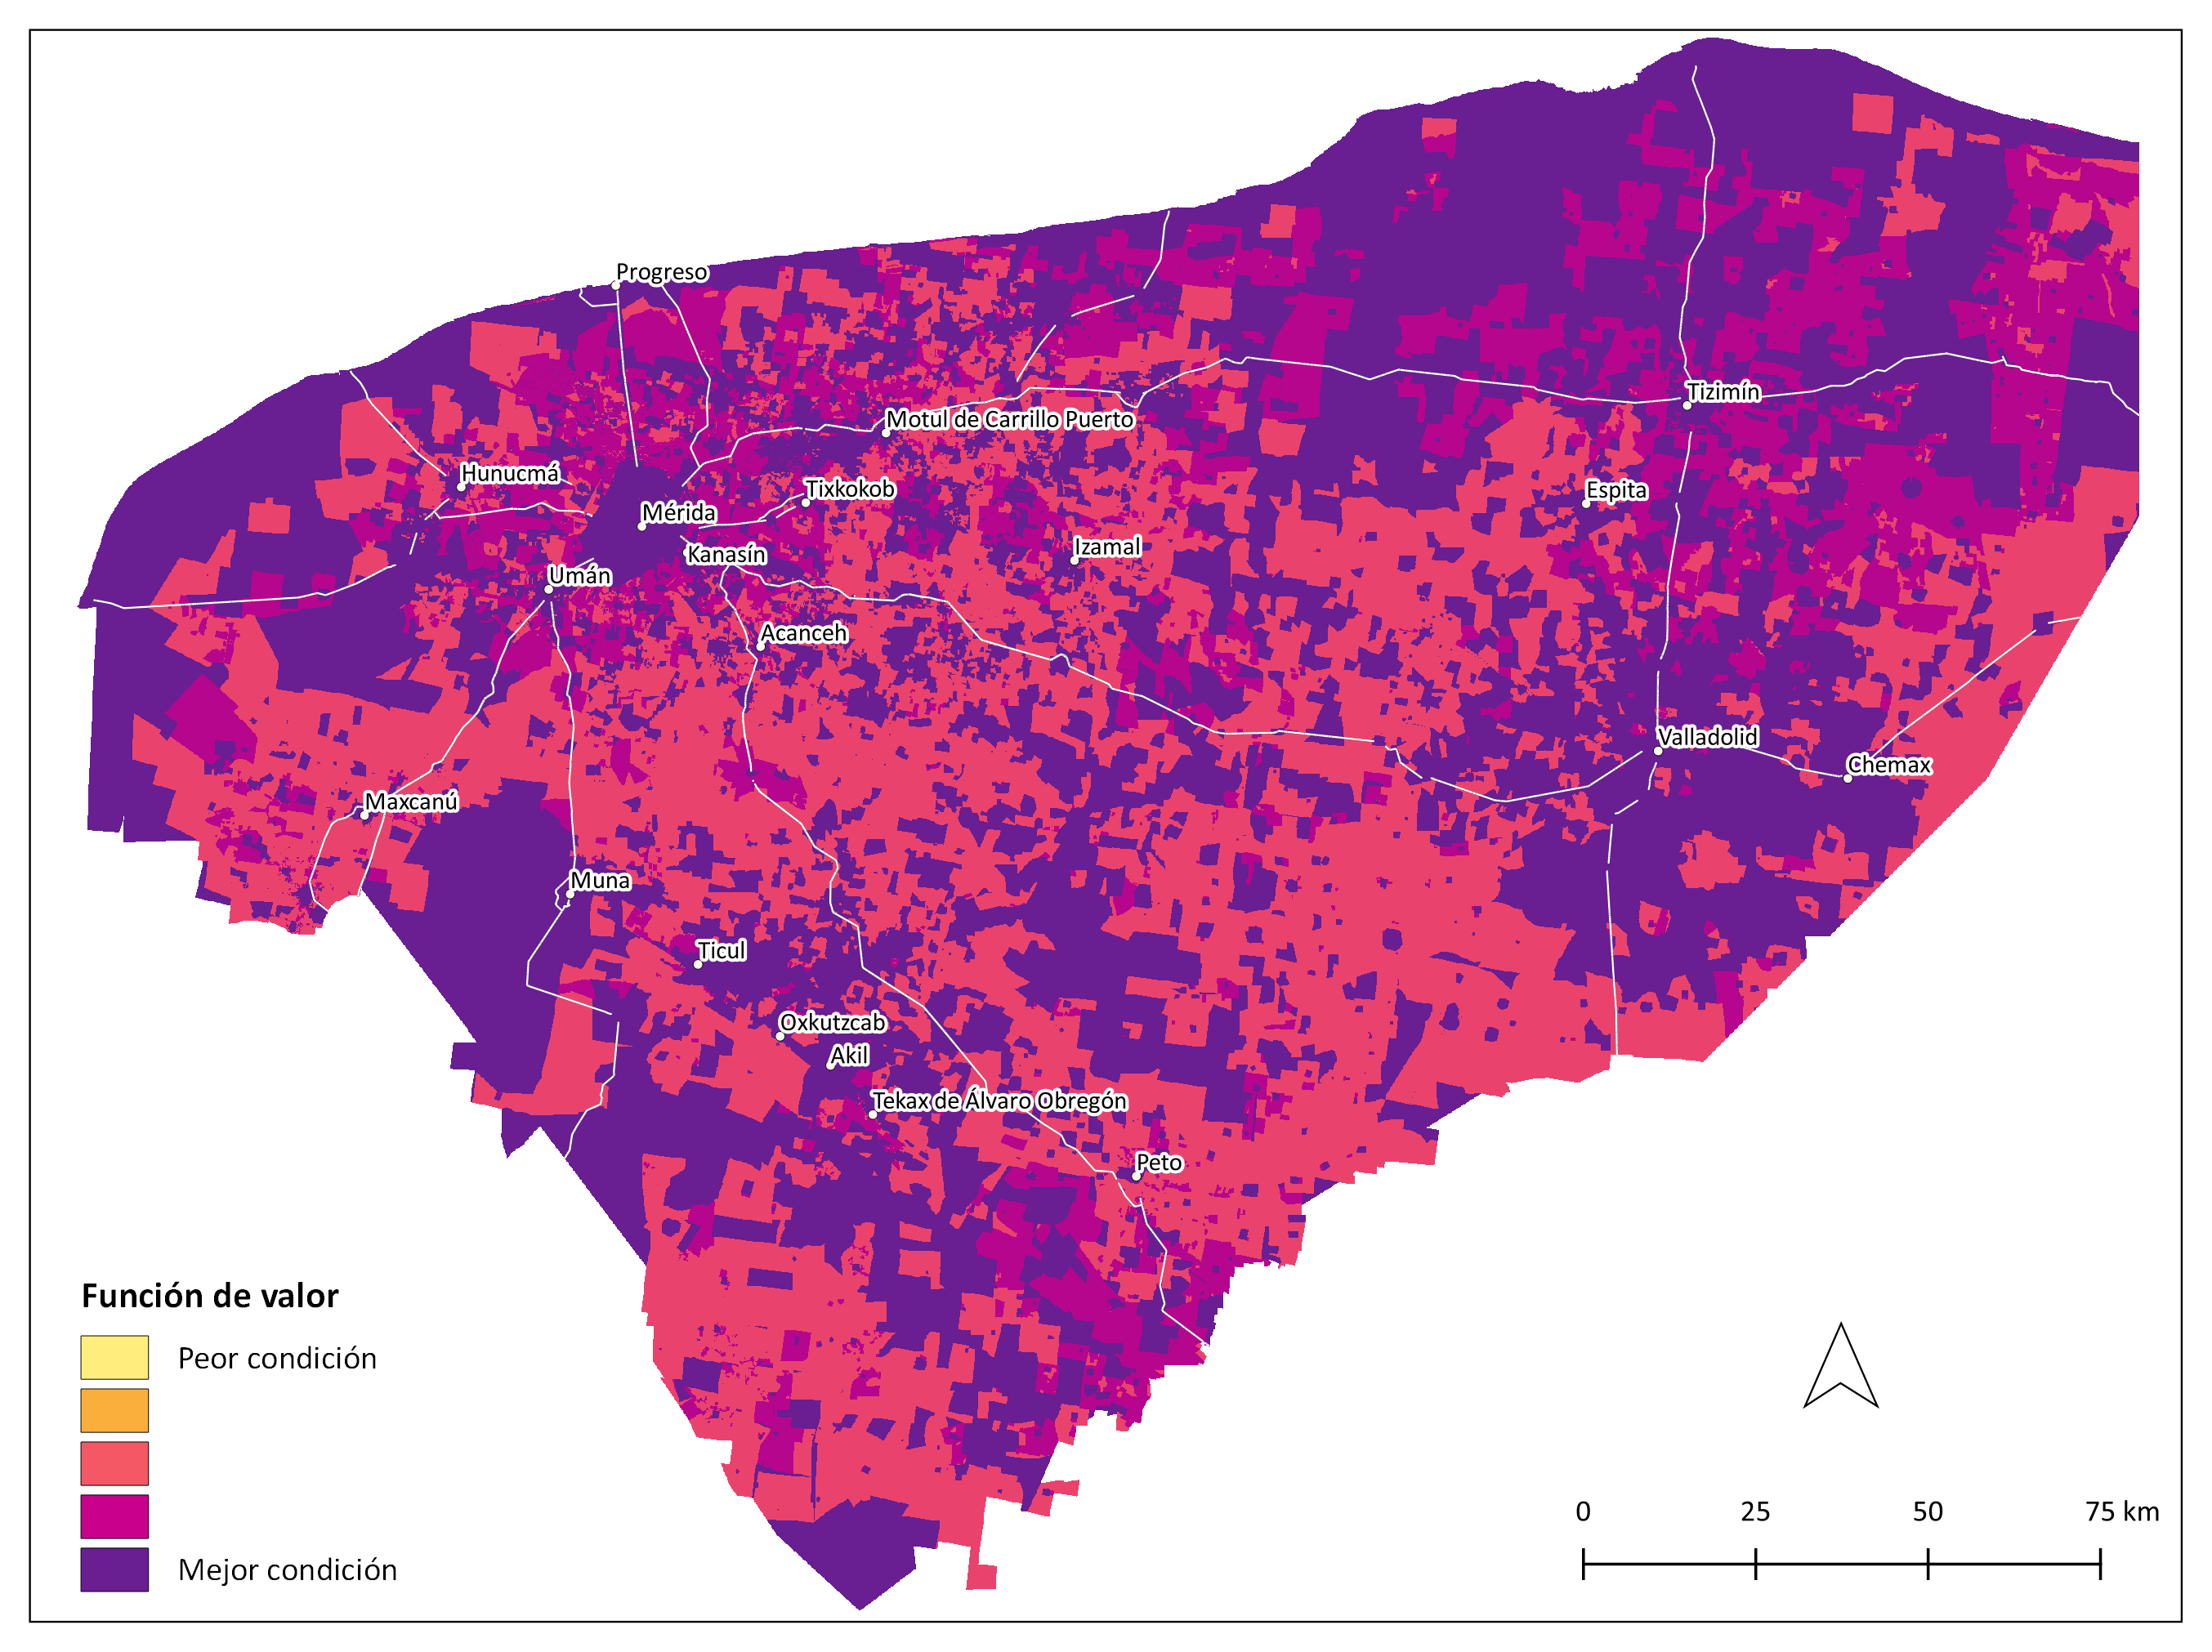 Progreso
Tizimín
Motul de Carrillo Puerto
Hunucmá
Tixkokob
Espita
Mérida
Izamal
Kanasín
Umán
Acanceh
Valladolid
Chemax
Maxcanú
Muna
Ticul
Oxkutzcab
Akil
Tekax de Álvaro Obregón
Peto
Función de valor
Peor condición
Mejor condición
0 25 50 75 km